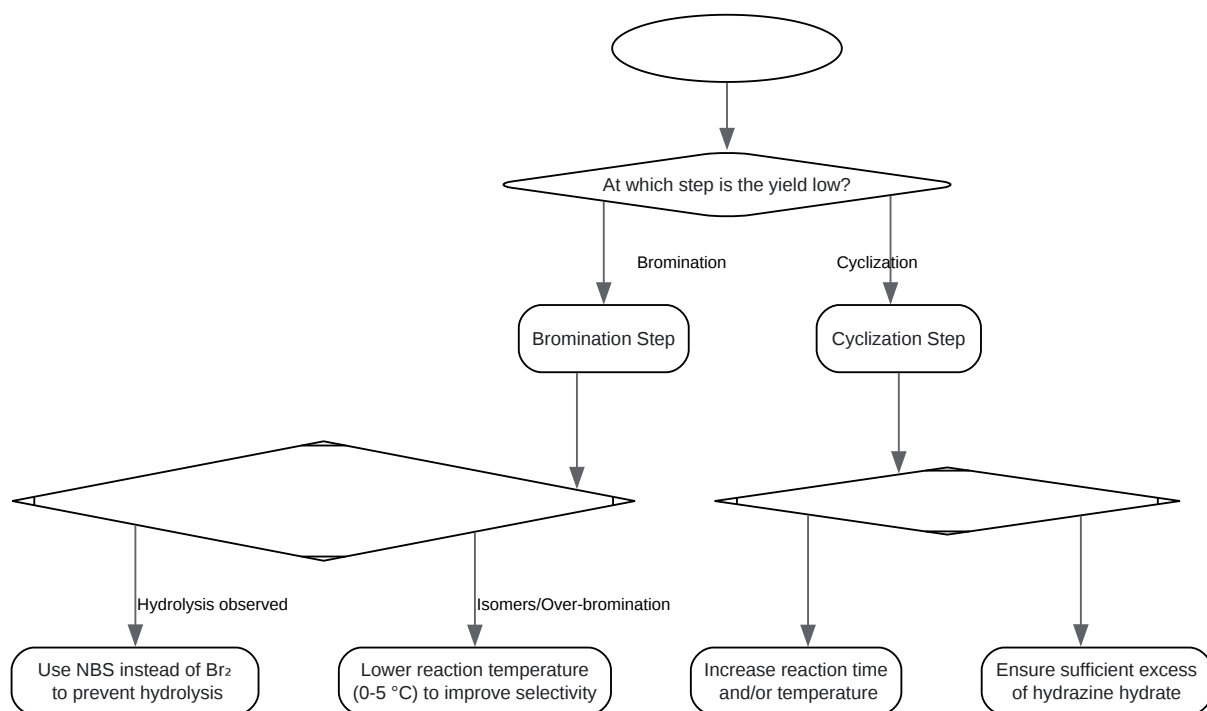 At which step is the yield low?
Bromination
Cyclization
Bromination Step
Cyclization Step
Hydrolysis observed
Isomers/Over-bromination
Use NBS instead of Br₂
to prevent hydrolysis
Lower reaction temperature
(0-5 °C) to improve selectivity
Increase reaction time
and/or temperature
Ensure sufficient excess
of hydrazine hydrate